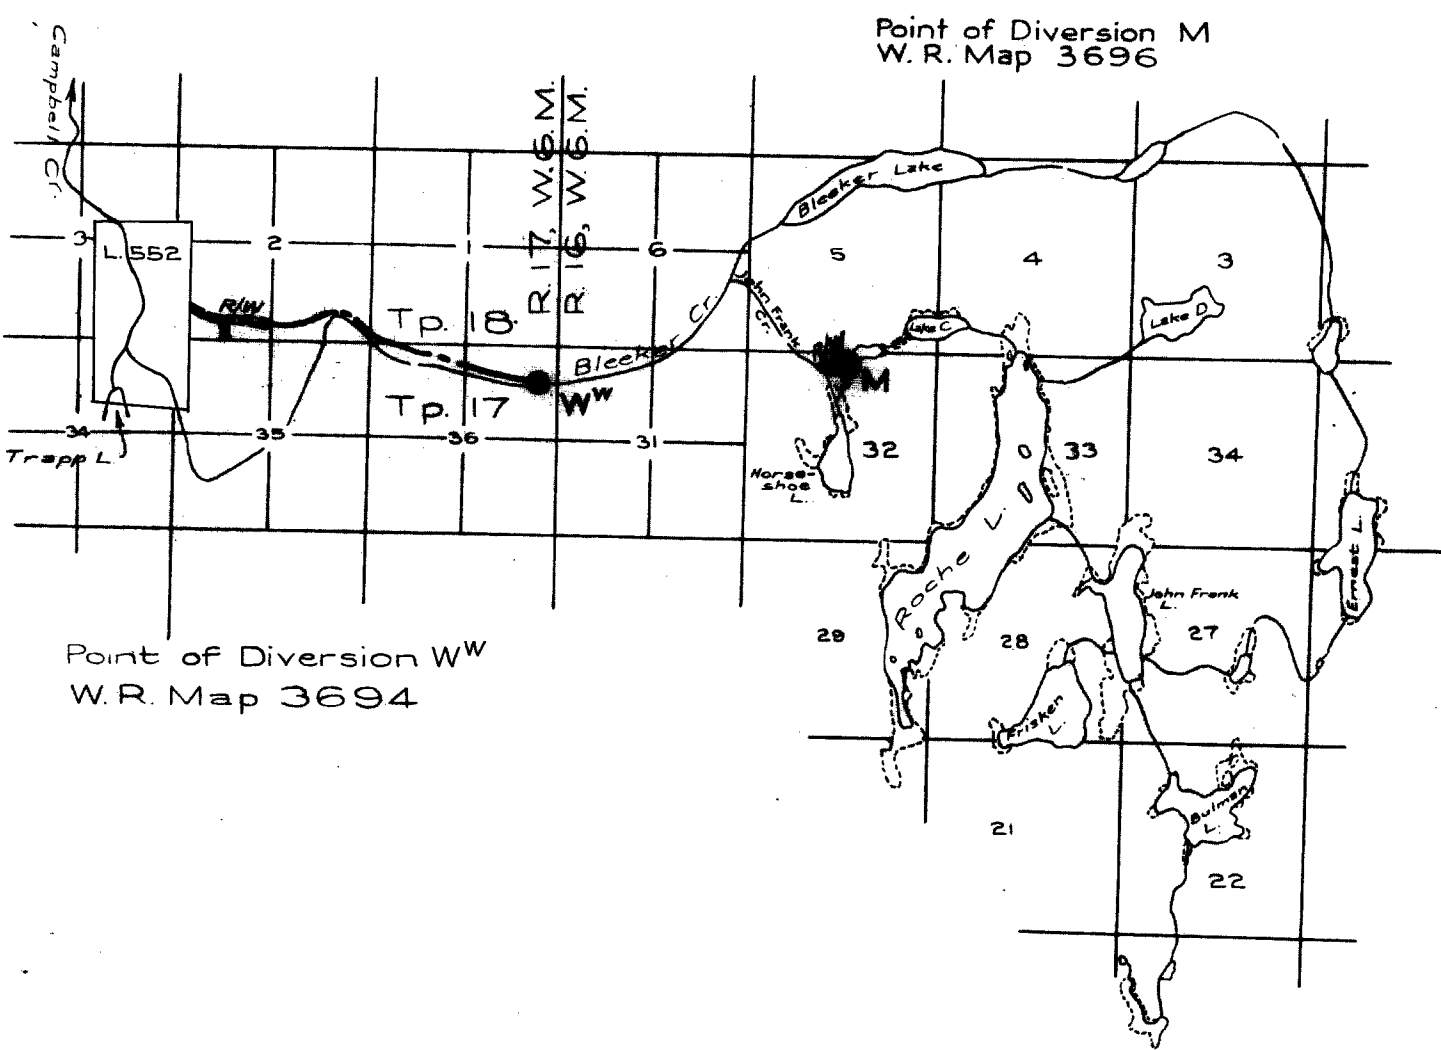 Point of Diversion M
W. R. Map 3696
Campbell Cr.
R. 17, W. 6 M.
R. 16, W. 6 M.
Bleeker Lake
3
L. 552
2
1
6
5
4
3
R/W
Tp. 18
John Frank Cr.
Bleeker Cr.
Lake C
Lake D
M
Tp. 17
W^W
34
35
36
31
32
33
34
Trapp L.
Horse-
shoe
L.
Roche L.
Ernest L.
John Frank
L.
29
28
27
Point of Diversion W^W
W. R. Map 3694
Frisken
L.
Bulman
L.
21
22